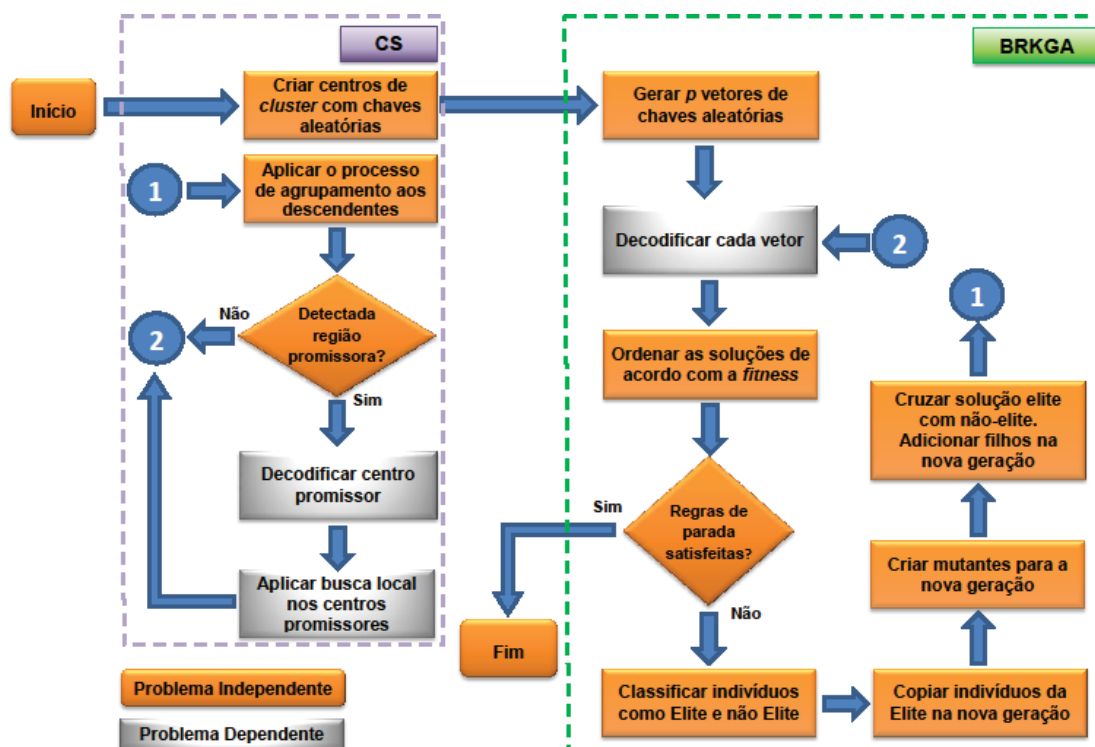 CS
BRKGA
Início
Criar centros de
cluster com chaves
aleatórias
Gerar p vetores de
chaves aleatórias
1
Aplicar o processo
de agrupamento aos
descendentes
Decodificar cada vetor
2
1
Não
2
Detectada
região
promissora?
Sim
Ordenar as soluções de
acordo com a fitness
Cruzar solução elite
com não-elite.
Adicionar filhos na
nova geração
Decodificar centro
promissor
Sim
Regras de
parada
satisfeitas?
Não
Criar mutantes para a
nova geração
Aplicar busca local
nos centros
promissores
Fim
Classificar indivíduos
como Elite e não Elite
Copiar indivíduos da
Elite na nova geração
Problema Independente
Problema Dependente